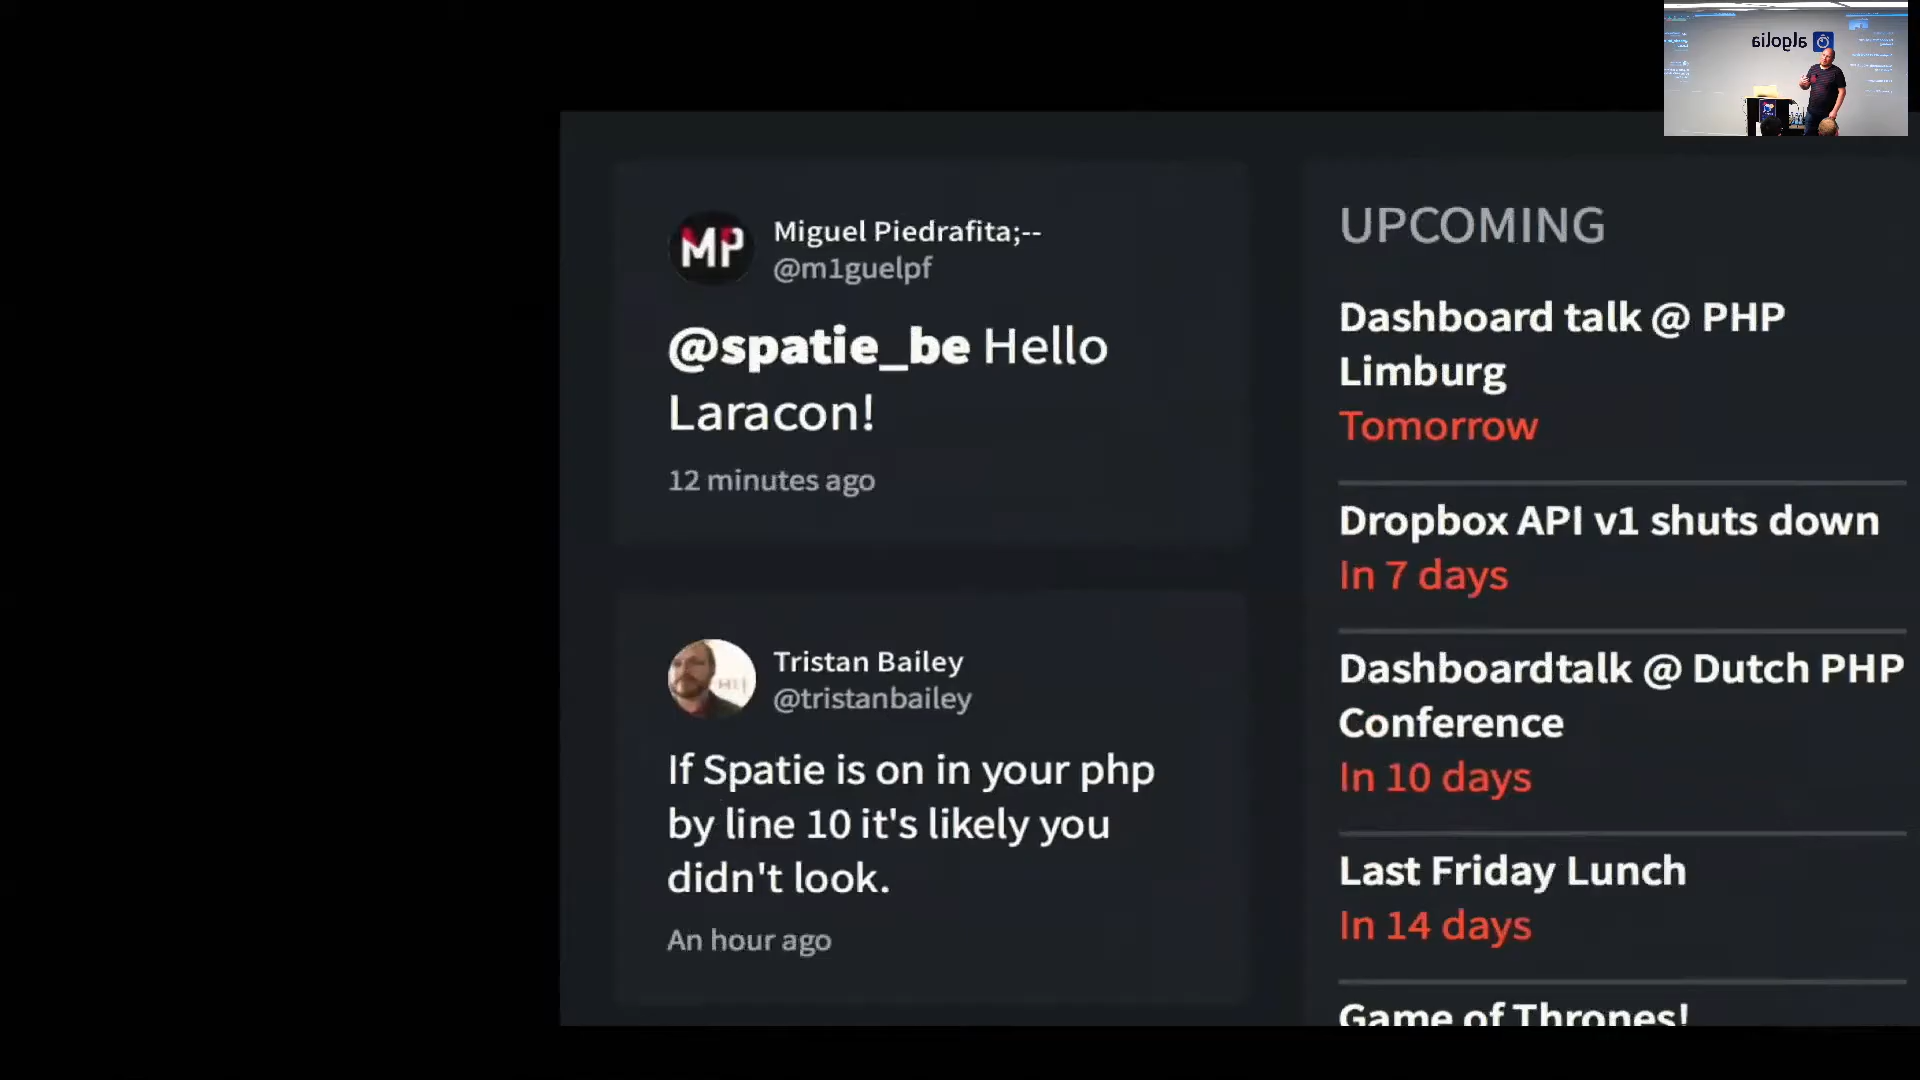 algolia
Miguel Piedrafita;--
@m1guelpf
@spatie_be Hello
Laracon!
12 minutes ago
Tristan Bailey
@tristanbailey
If Spatie is on in your php
by line 10 it's likely you
didn't look.
An hour ago
UPCOMING
Dashboard talk @ PHP
Limburg
Tomorrow
Dropbox API v1 shuts down
In 7 days
Dashboardtalk @ Dutch PHP
Conference
In 10 days
Last Friday Lunch
In 14 days
Game of Thrones!
MP